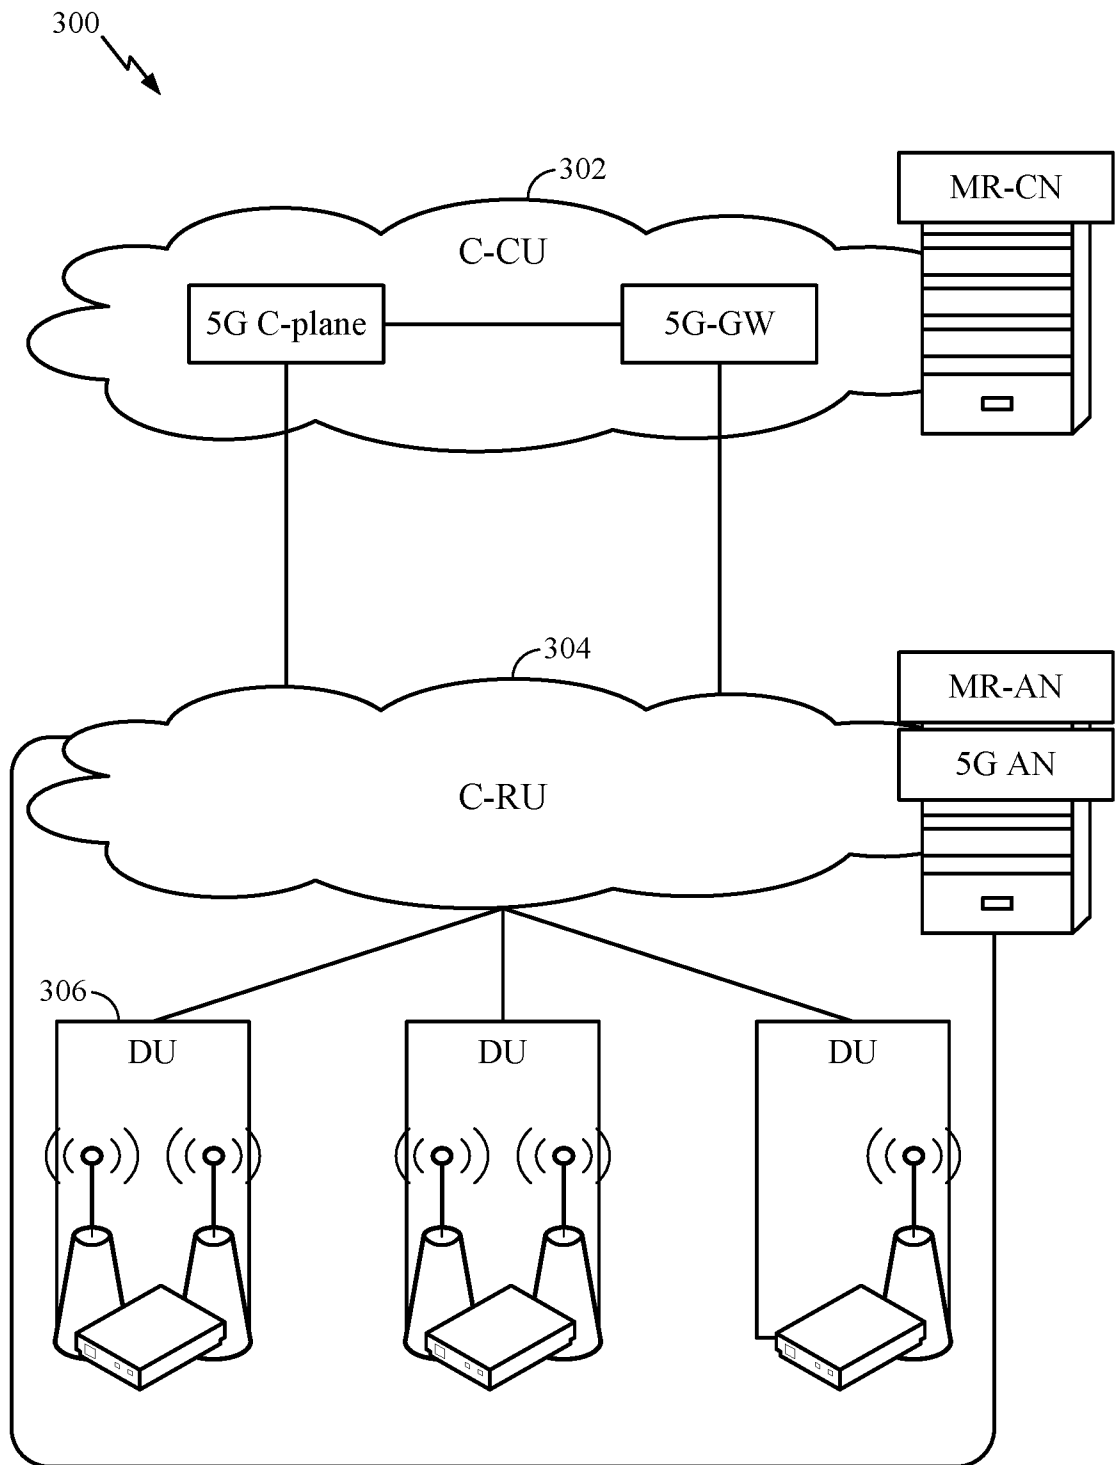 300
302
MR-CN
C-CU
5G C-plane
5G-GW
304
MR-AN
5G AN
C-RU
306
DU
DU
DU